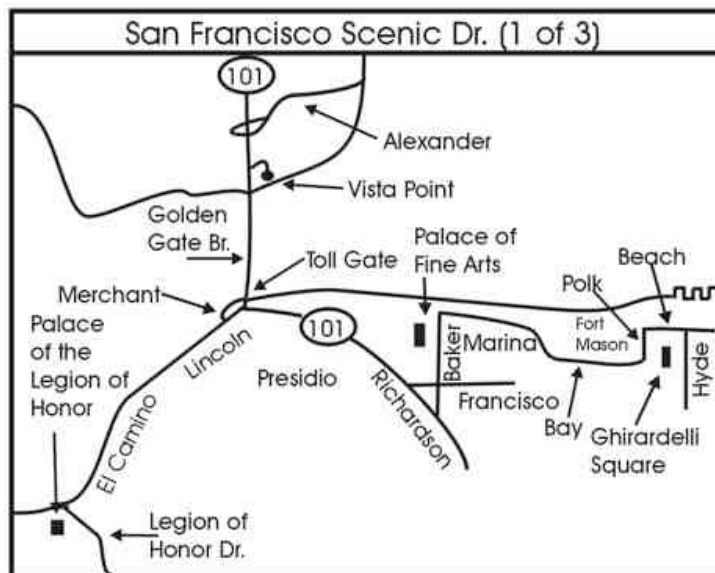 San Francisco Scenic Dr. (1 of 3)
101
Alexander
Vista Point
Golden
Gate Br.
Toll Gate
Palace of
Fine Arts
Beach
Polk
Merchant
Fort
Mason
Palace
of the
Legion of
Honor
Lincoln
101
Marina
Baker
Presidio
Richardson
Francisco
Hyde
Bay
Ghirardelli
Square
El Camino
Legion of
Honor Dr.